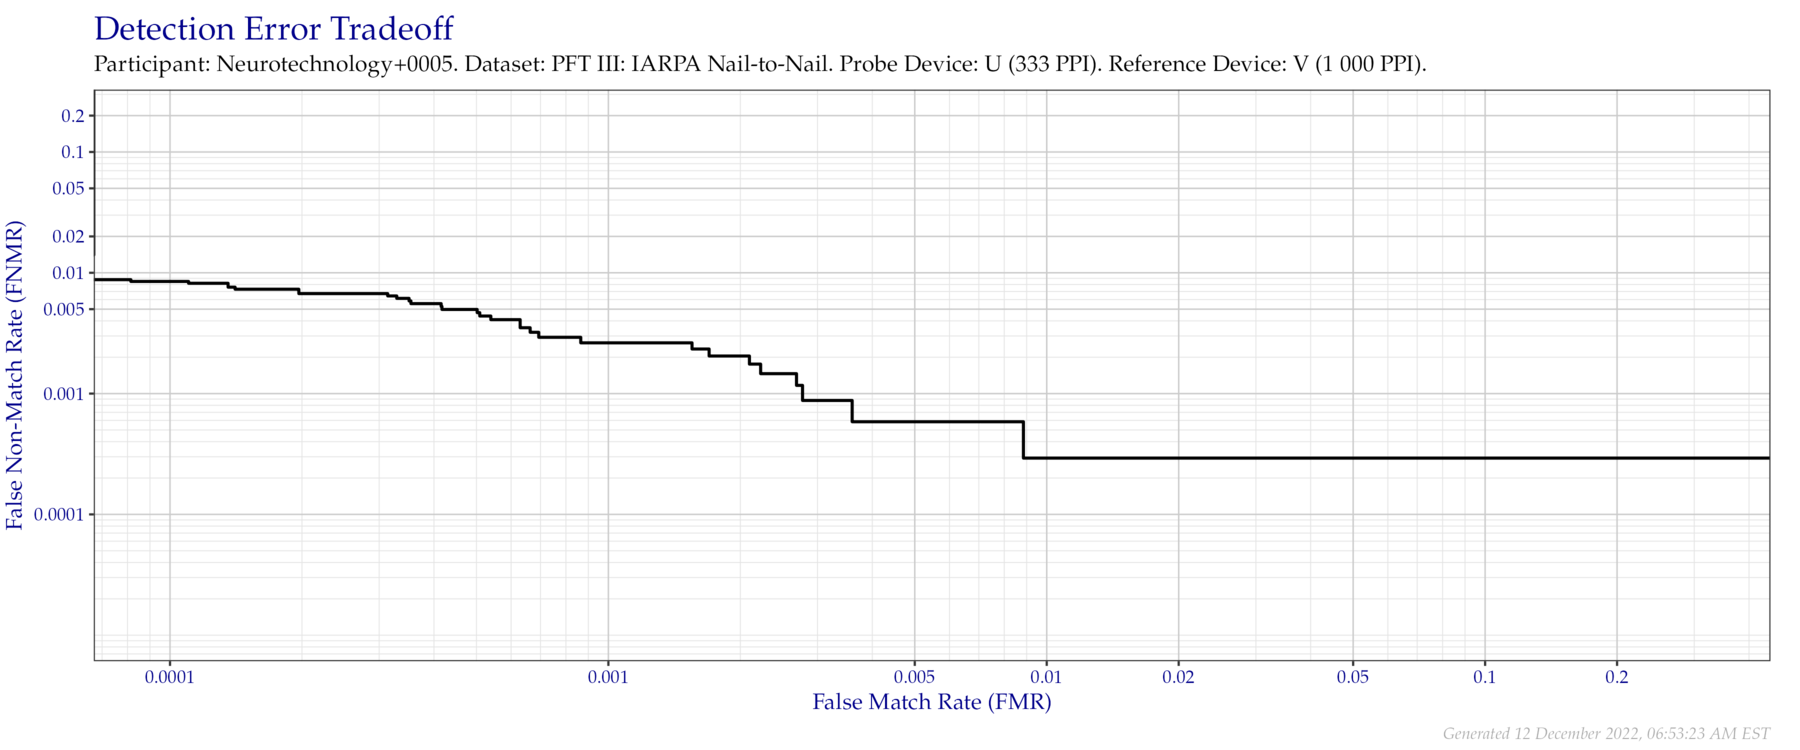 Detection Error Tradeoff
Participant: Neurotechnology+0005. Dataset: PFT III: IARPA Nail-to-Nail. Probe Device: U (333 PPI). Reference Device: V (1 000 PPI).
False Non-Match Rate (FNMR)
0.2
0.1
0.05
0.02
0.01
0.005
0.001
0.0001
0.0001 0.001 0.005 0.01 0.02 0.05 0.1 0.2
False Match Rate (FMR)
Generated 12 December 2022, 06:53:23 AM EST